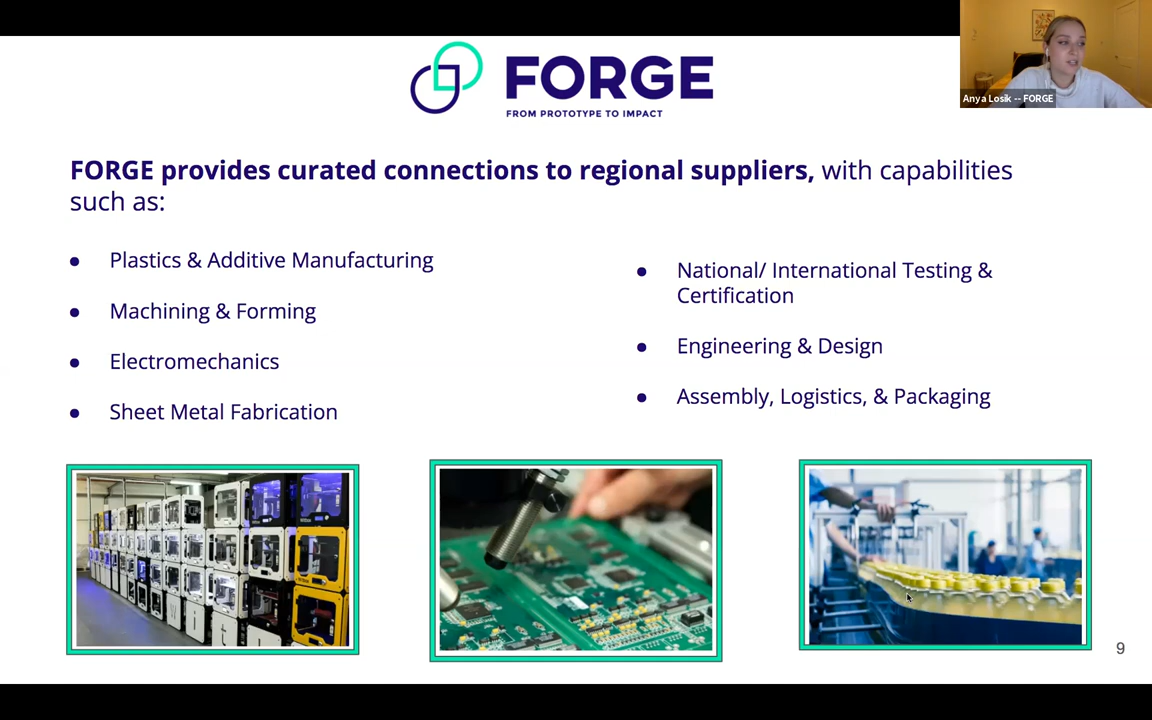 FORGE
FROM PROTOTYPE TO IMPACT
Anya Losik -- FORGE
FORGE provides curated connections to regional suppliers, with capabilities
such as:
● Plastics & Additive Manufacturing
● Machining & Forming
● Electromechanics
● Sheet Metal Fabrication
● National/ International Testing &
Certification
● Engineering & Design
● Assembly, Logistics, & Packaging
9